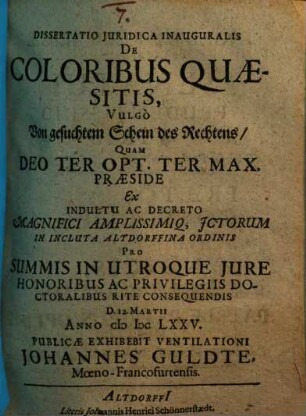 7.
DISSERTATIO JURIDICA INAUGURALIS
DE
COLORIBUS QUÆ-
SITIS,
VULGÒ
Von gesuchtem Schein des Rechtens/
QUAM
DEO TER OPT. TER MAX.
PRÆSIDE
Ex
INDULTU AC DECRETO
MAGNIFICI AMPLISSIMIQ; JCTORUM
IN INCLUTA ALTDORFFINA ORDINIS
PRO
SUMMIS IN UTROQUE JURE
HONORIBUS AC PRIVILEGIIS DO-
CTORALIBUS RITE CONSEQUENDIS
D. 12. MARTII
ANNO cIɔ Iɔc LXXV.
PUBLICÆ EXHIBEBIT VENTILATIONI
JOHANNES GULDTE,
Mœno-Francofurtensis.
ALTDORFFI
Literis Johannis Henrici Schönnerstædt.